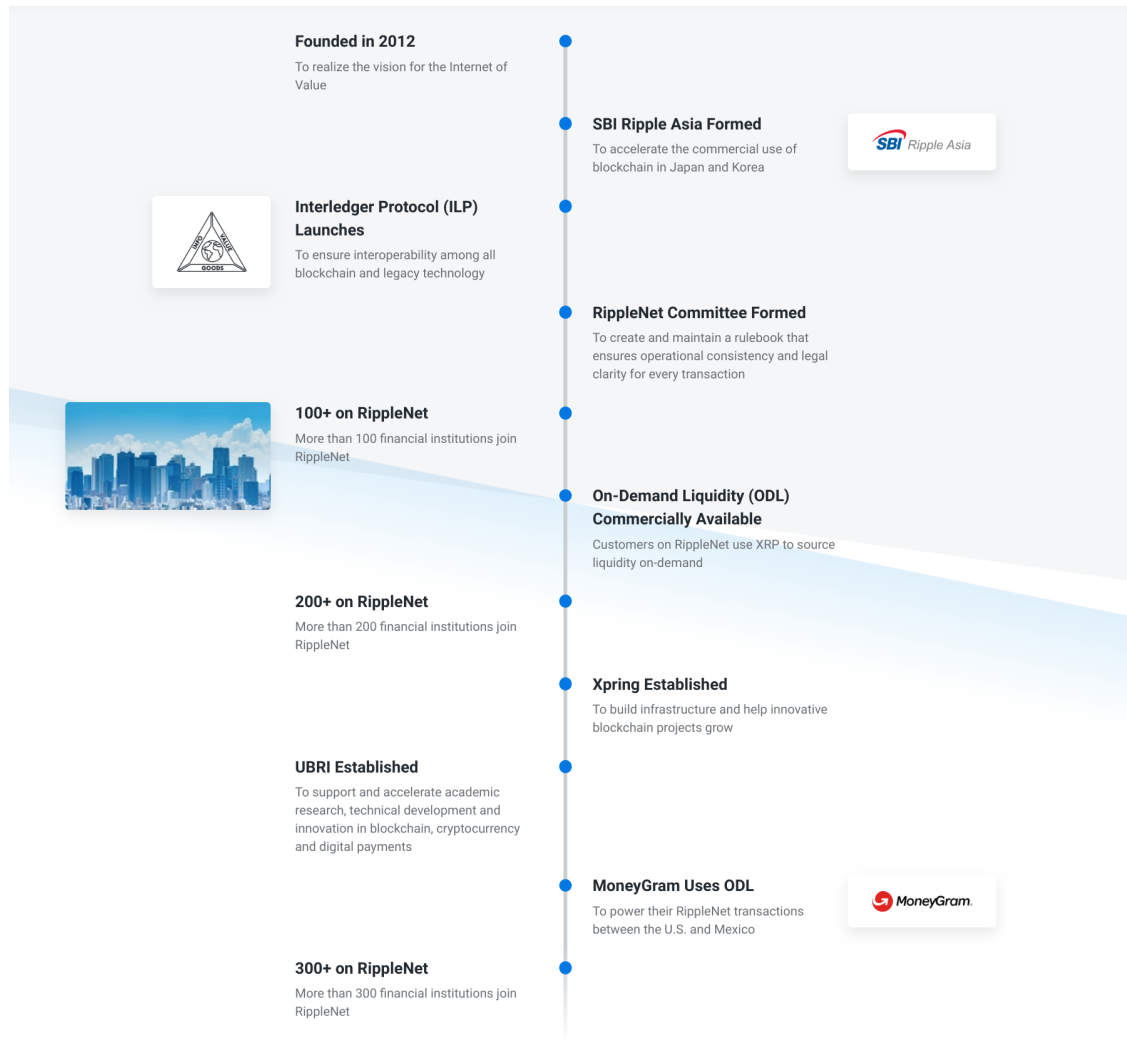 Founded in 2012
To realize the vision for the Internet of
Value
SBI Ripple Asia Formed
To accelerate the commercial use of
blockchain in Japan and Korea
SBI Ripple Asia
INFO
VALUE
GOODS
Interledger Protocol (ILP)
Launches
To ensure interoperability among all
blockchain and legacy technology
RippleNet Committee Formed
To create and maintain a rulebook that
ensures operational consistency and legal
clarity for every transaction
100+ on RippleNet
More than 100 financial institutions join
RippleNet
On-Demand Liquidity (ODL)
Commercially Available
Customers on RippleNet use XRP to source
liquidity on-demand
200+ on RippleNet
More than 200 financial institutions join
RippleNet
Xpring Established
To build infrastructure and help innovative
blockchain projects grow
UBRI Established
To support and accelerate academic
research, technical development and
innovation in blockchain, cryptocurrency
and digital payments
MoneyGram Uses ODL
To power their RippleNet transactions
between the U.S. and Mexico
MoneyGram.
300+ on RippleNet
More than 300 financial institutions join
RippleNet